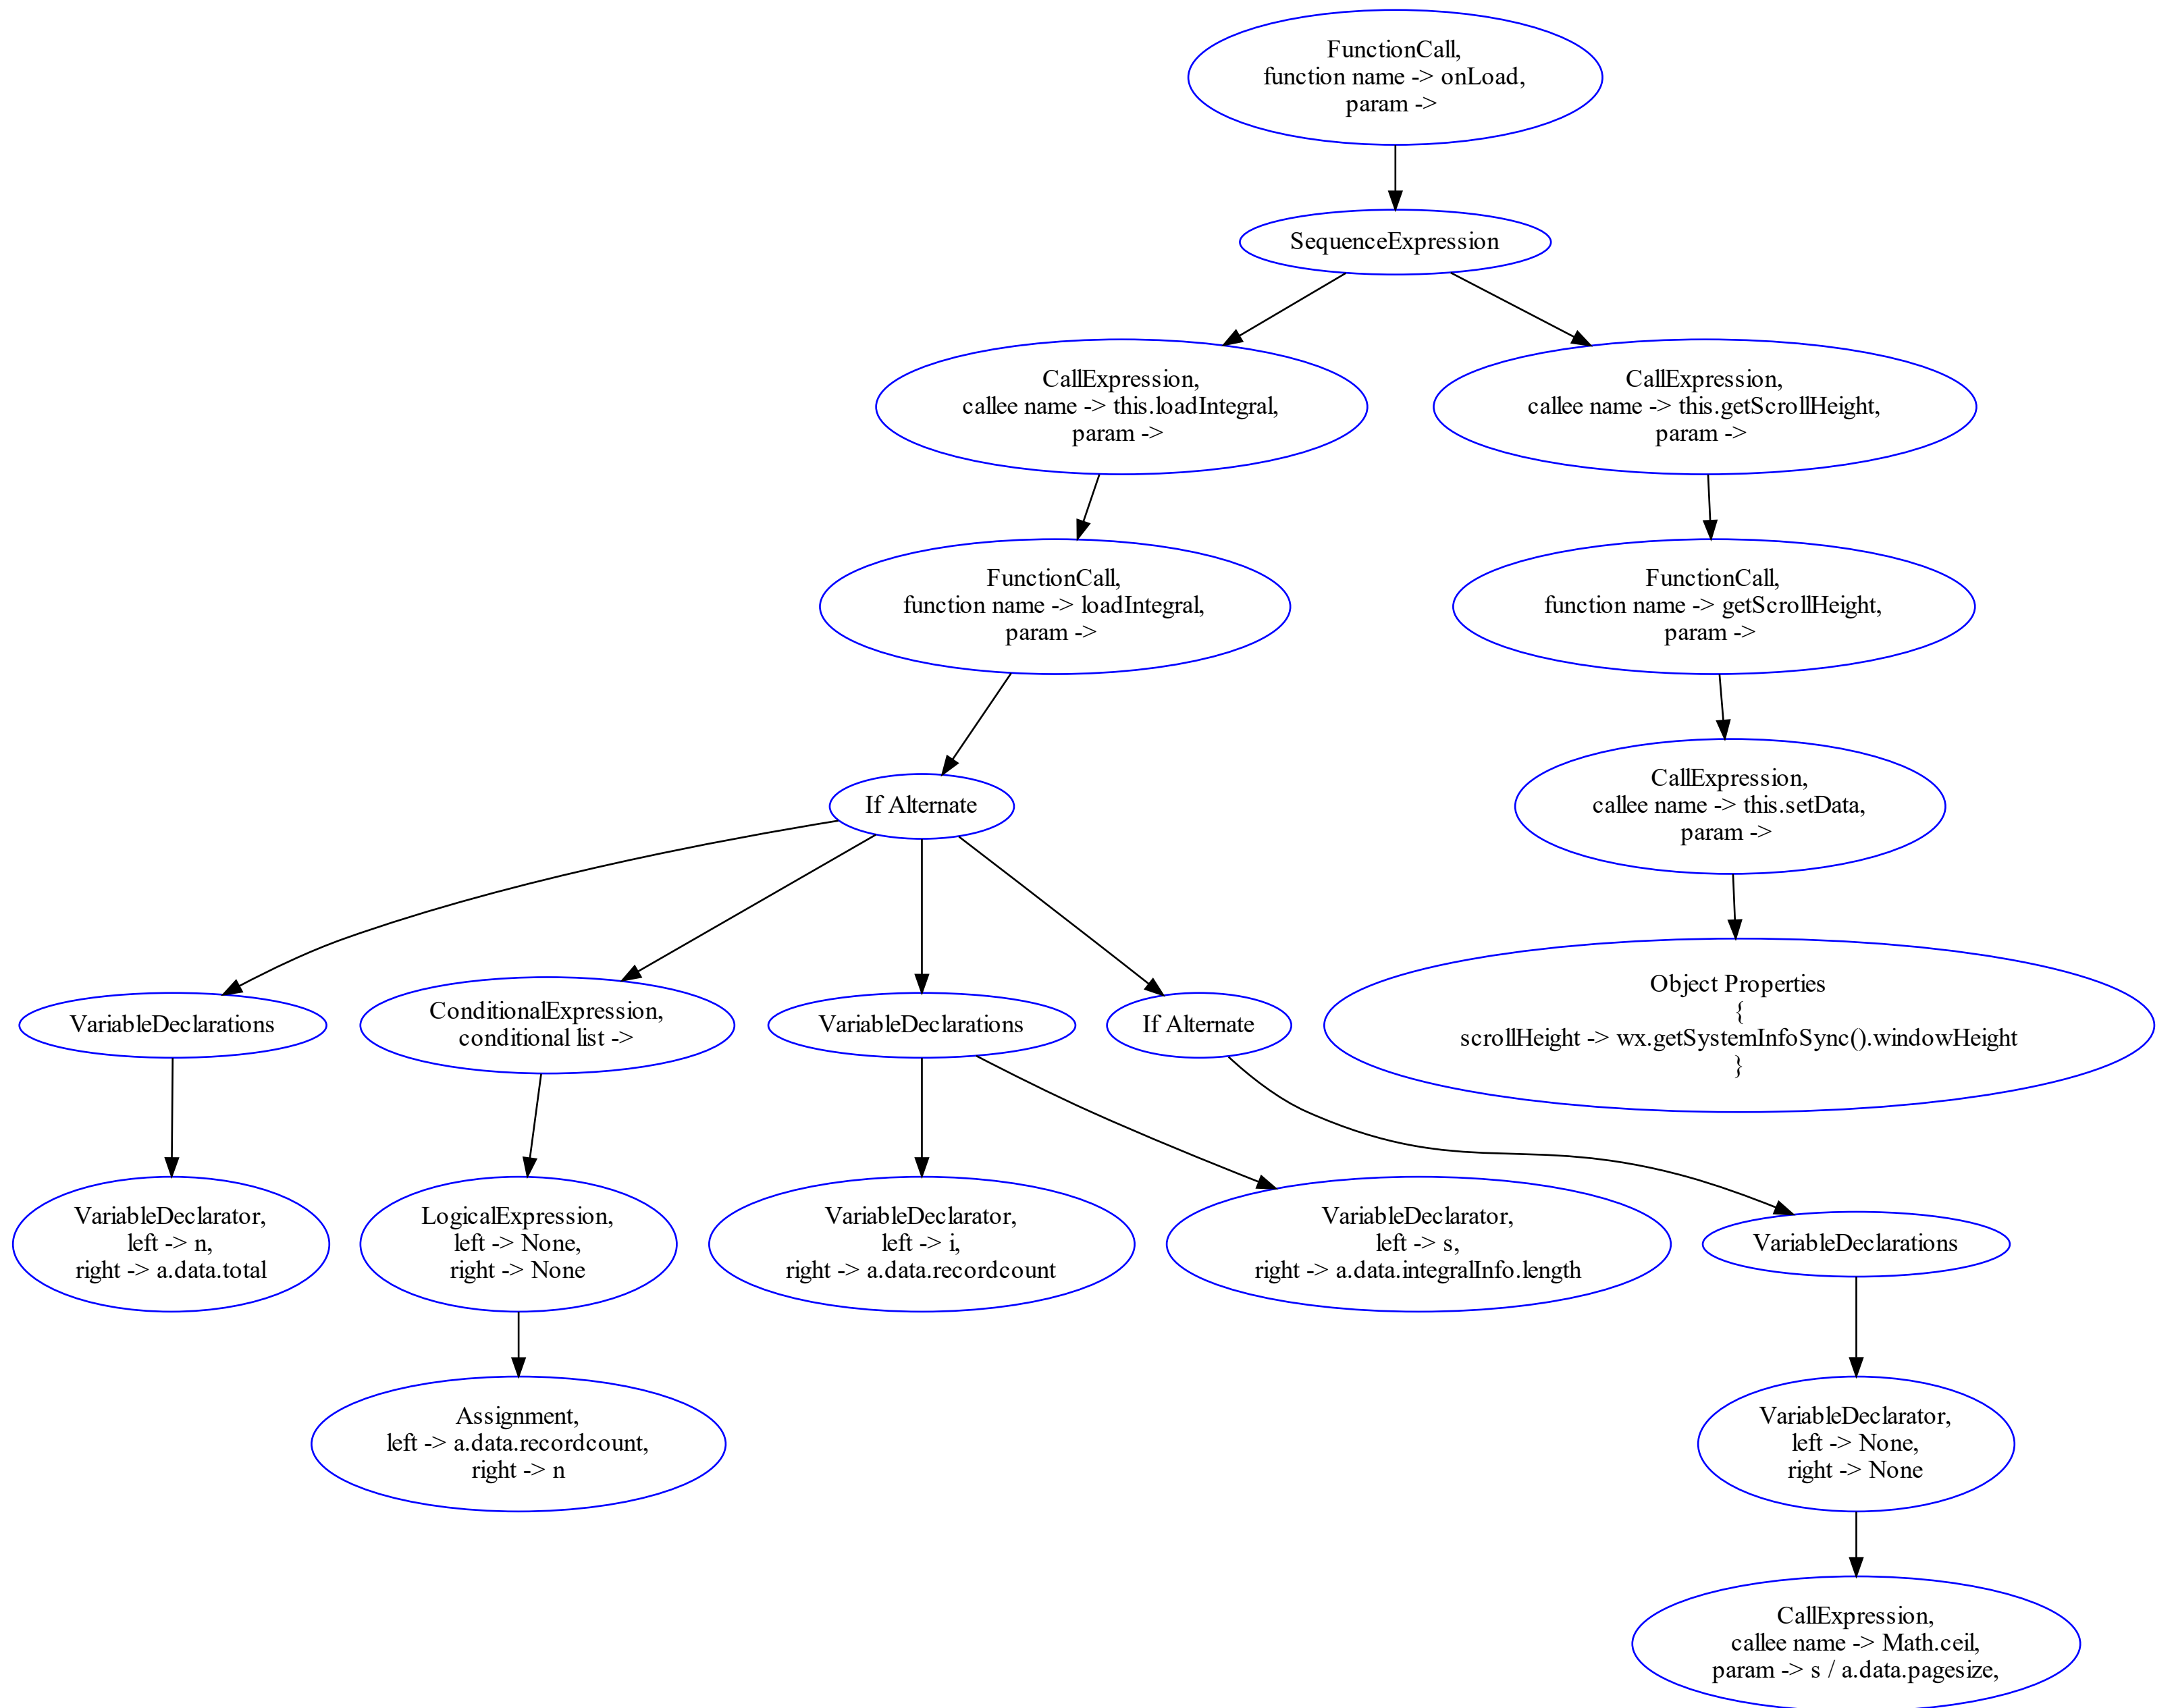 FunctionCall,
function name -> onLoad,
param ->
SequenceExpression
CallExpression,
callee name -> this.loadIntegral,
param ->
CallExpression,
callee name -> this.getScrollHeight,
param ->
FunctionCall,
function name -> loadIntegral,
param ->
FunctionCall,
function name -> getScrollHeight,
param ->
If Alternate
CallExpression,
callee name -> this.setData,
param ->
VariableDeclarations
ConditionalExpression,
conditional list ->
VariableDeclarations
If Alternate
Object Properties
{
scrollHeight -> wx.getSystemInfoSync().windowHeight
}
VariableDeclarator,
left -> n,
right -> a.data.total
LogicalExpression,
left -> None,
right -> None
VariableDeclarator,
left -> i,
right -> a.data.recordcount
VariableDeclarator,
left -> s,
right -> a.data.integralInfo.length
VariableDeclarations
Assignment,
left -> a.data.recordcount,
right -> n
VariableDeclarator,
left -> None,
right -> None
CallExpression,
callee name -> Math.ceil,
param -> s / a.data.pagesize,